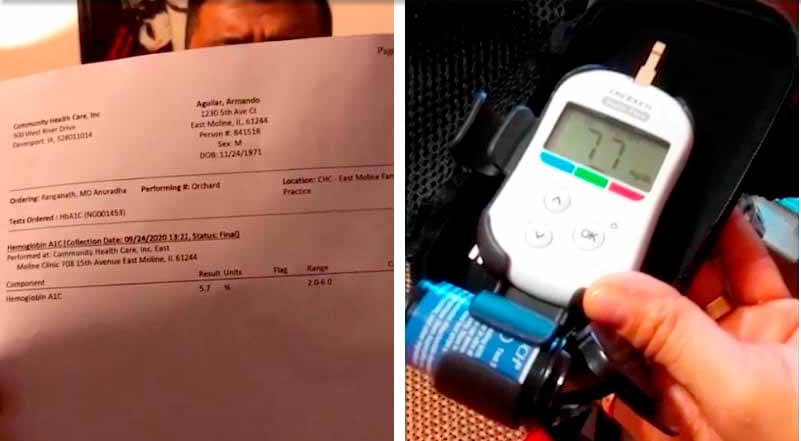 Page
Community Health Care, Inc
500 West River Drive
Davenport IA, 528011014
Aguilar, Armando
1230 5th Ave Ct
East Moline, IL, 61244
Person #: 841516
Sex: M
DOB: 11/24/1971
Ordering: Ranganath, MD Anuradha Performing #: Orchard Location: CHC - East Moline Fam
Practice
Tests Ordered : HbA1C (NG001453)
Hemoglobin A1C (Collection Date: 09/24/2020 13:21, Status: Final)
Performed at: Community Health Care, Inc, East
Moline Clinic 708 15th Avenue East Moline, IL 61244
Component Result Units Flag Range C
Hemoglobin A1C 5.7 % 2.0-6.0
77
mg/dL
OK